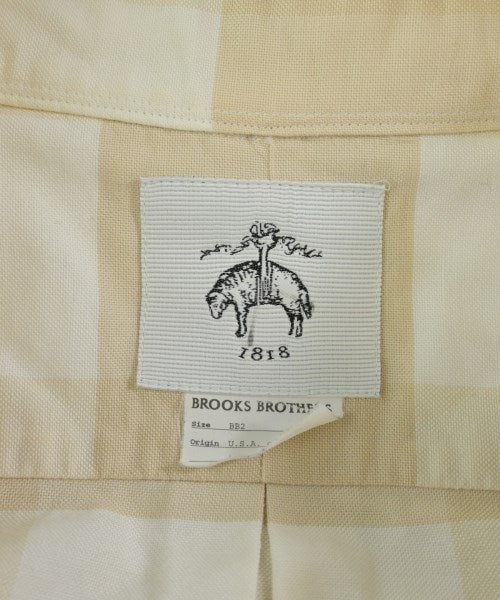 1818
BROOKS BROTHERS
Size BB2
Origin U.S.A.